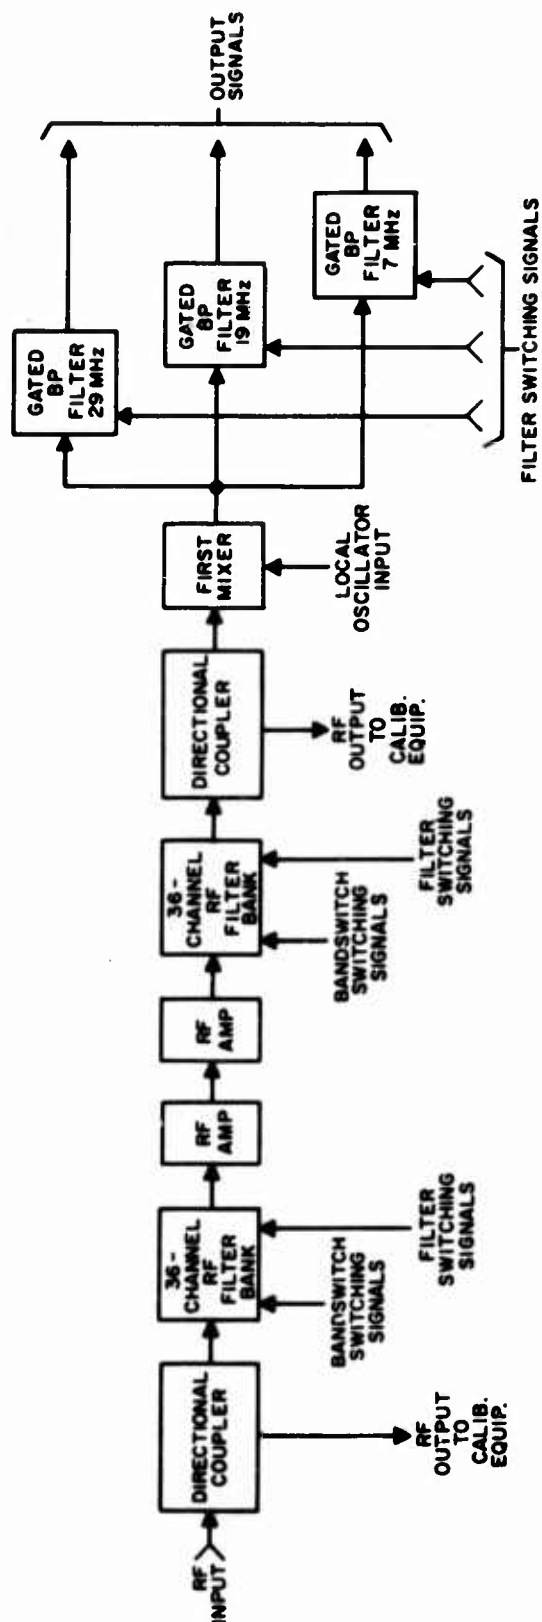 RF
INPUT
DIRECTIONAL
COUPLER
RF
OUTPUT
TO
CALIB.
EQUIP.
36-
CHANNEL
RF
FILTER
BANK
BANDSWITCH
SWITCHING
SIGNALS
FILTER
SWITCHING
SIGNALS
RF
AMP
RF
AMP
36-
CHANNEL
RF
FILTER
BANK
BANDSWITCH
SWITCHING
SIGNALS
FILTER
SWITCHING
SIGNALS
DIRECTIONAL
COUPLER
RF
OUTPUT
TO
CALIB.
EQUIP.
FIRST
MIXER
LOCAL
OSCILLATOR
INPUT
GATED
BP
FILTER
29 MHz
GATED
BP
FILTER
19 MHz
GATED
BP
FILTER
7 MHz
FILTER SWITCHING SIGNALS
OUTPUT
SIGNALS